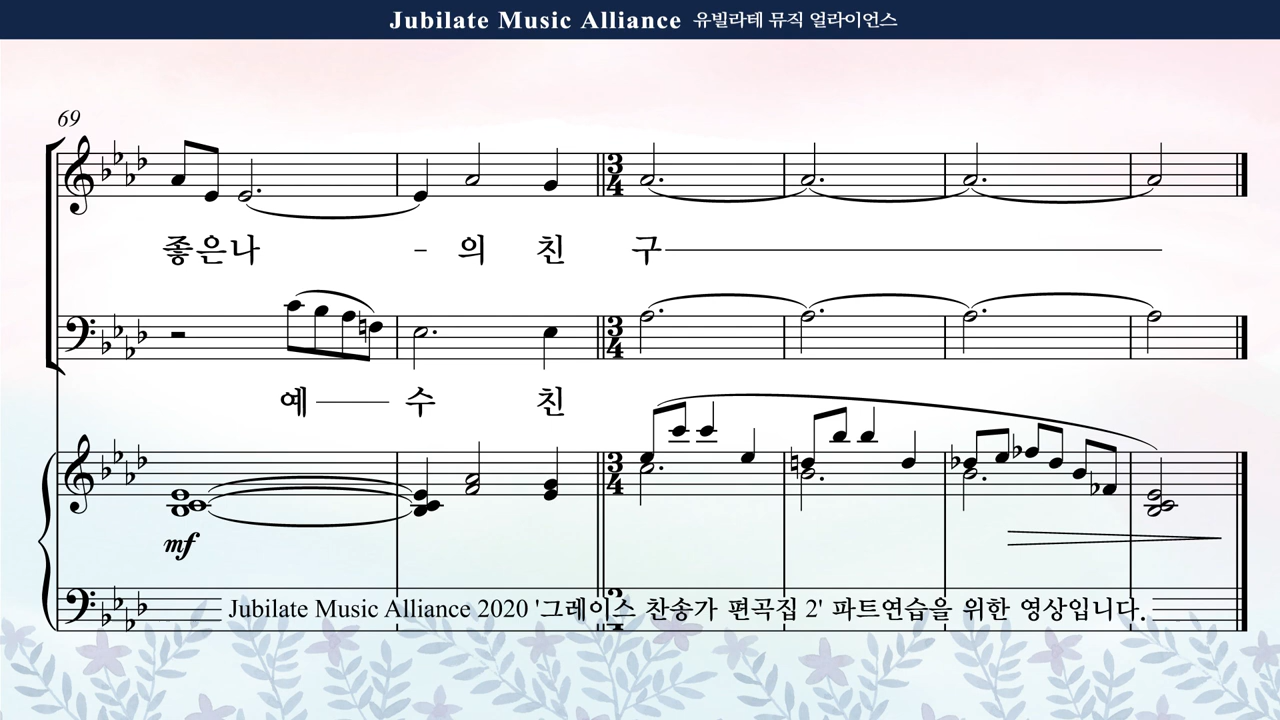 Jubilate Music Alliance 유빌라테 뮤직 얼라이언스
69
좋은나 - 의 친 구
예 수 친
mf
Jubilate Music Alliance 2020 '그레이스 찬송가 편곡집 2' 파트연습을 위한 영상입니다.